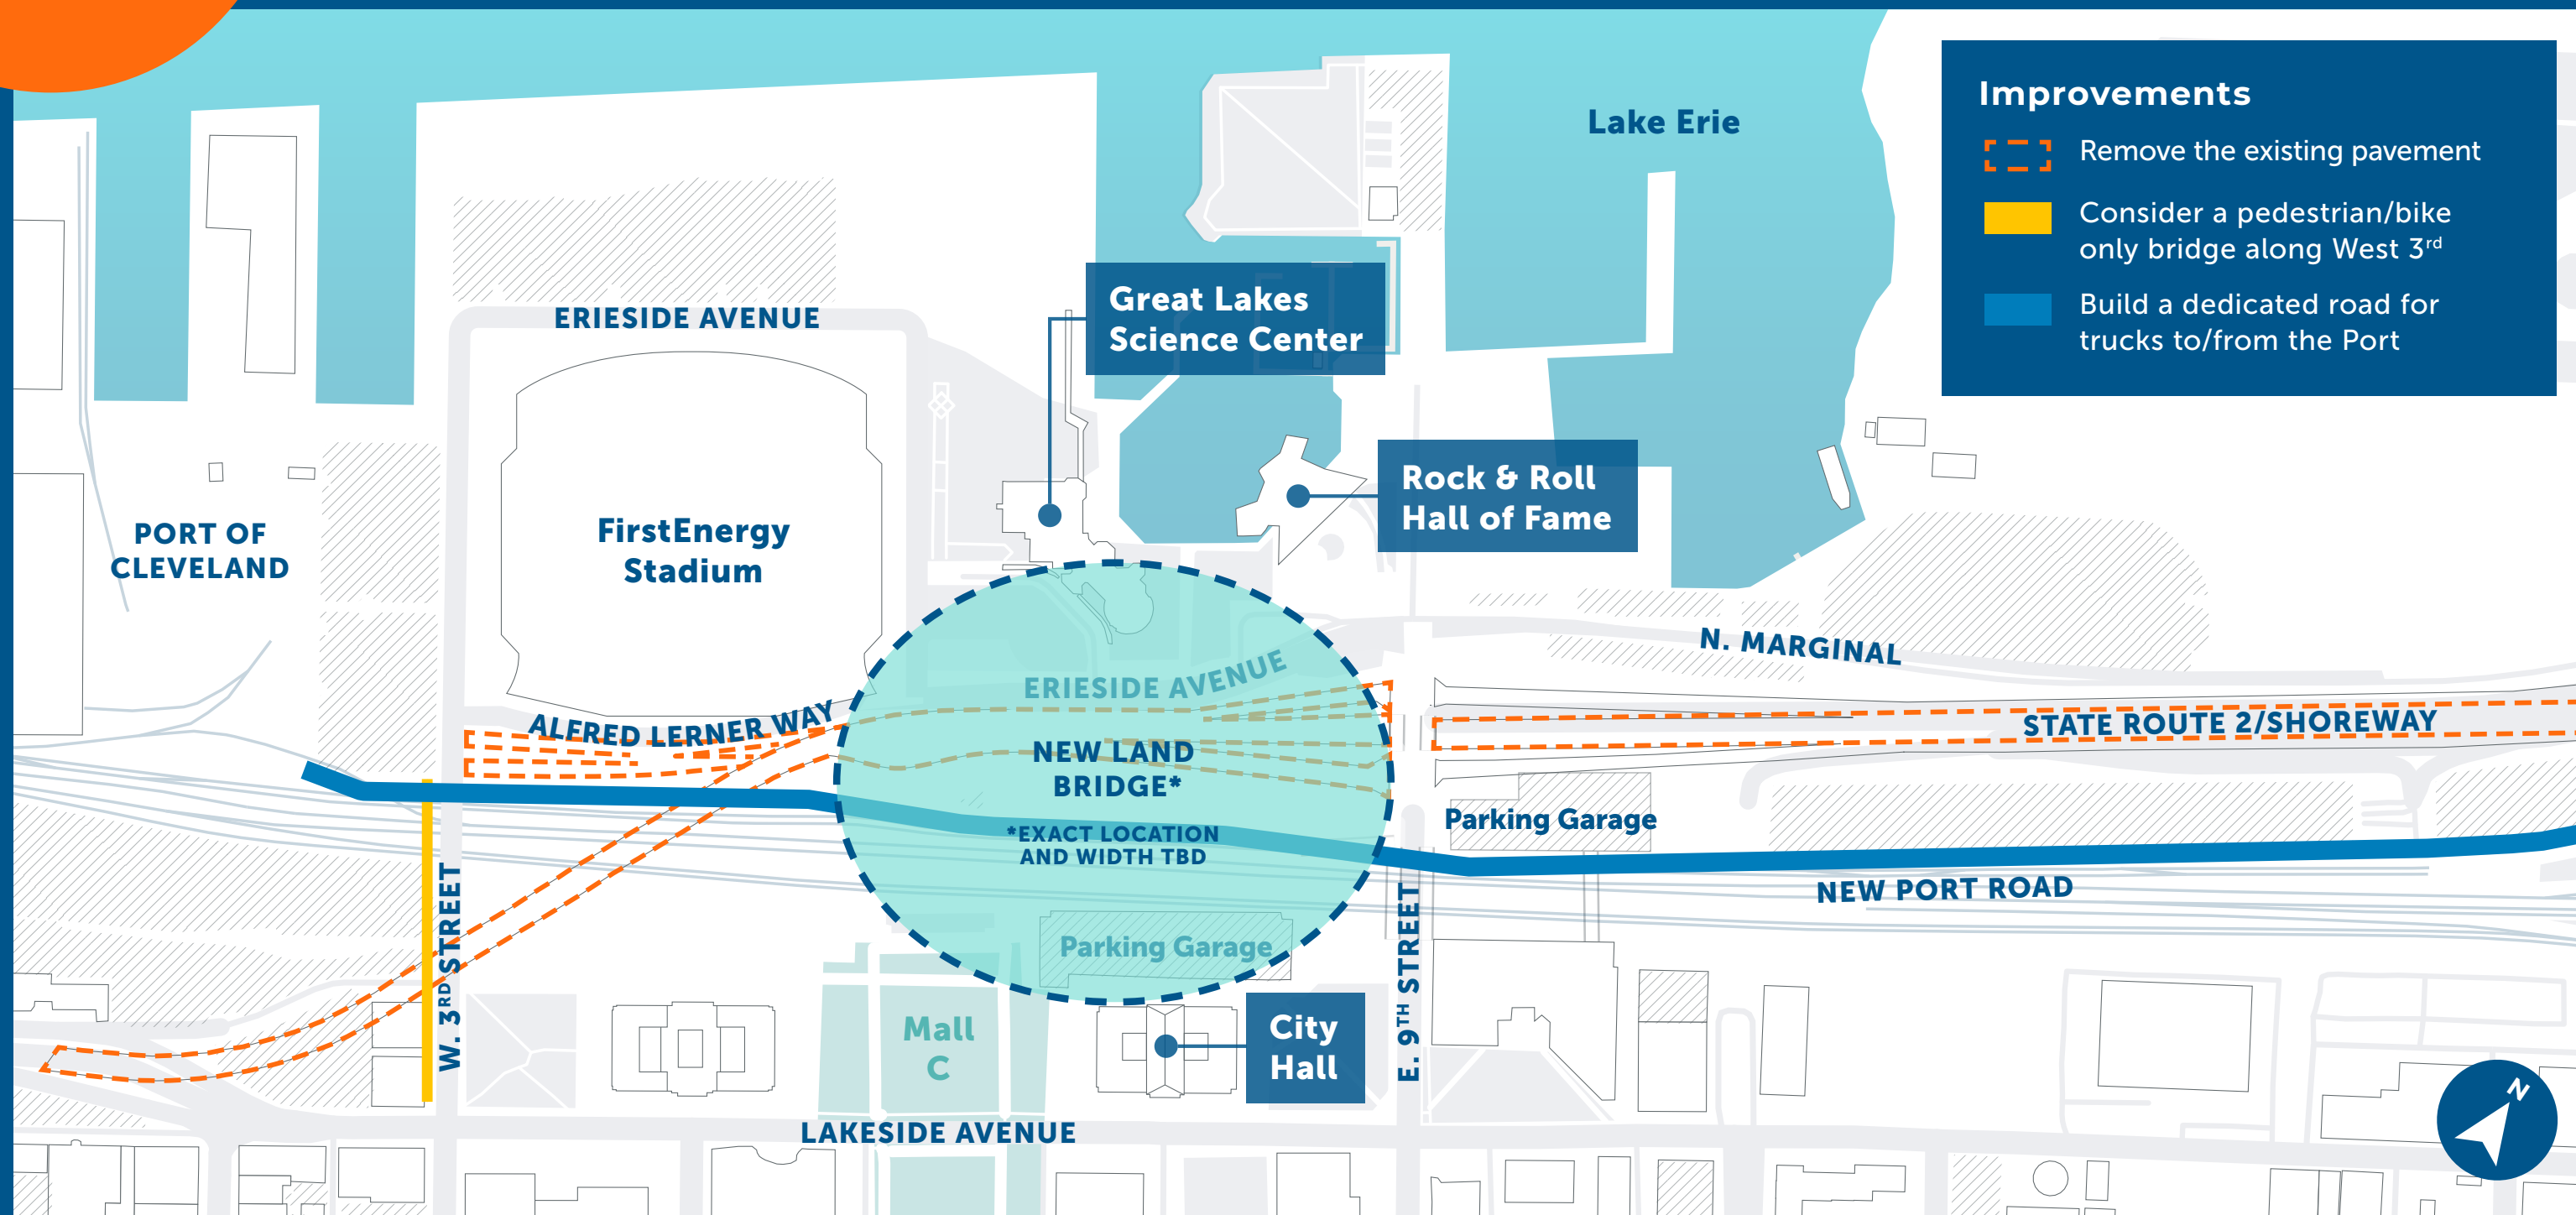 Improvements
Remove the existing pavement
Consider a pedestrian/bike
only bridge along West 3rd
Build a dedicated road for
trucks to/from the Port
Lake Erie
ERIESIDE AVENUE
Great Lakes
Science Center
Rock & Roll
Hall of Fame
PORT OF
CLEVELAND
FirstEnergy
Stadium
N. MARGINAL
ERIESIDE AVENUE
ALFRED LERNER WAY
STATE ROUTE 2/SHOREWAY
NEW LAND
BRIDGE*
*EXACT LOCATION
AND WIDTH TBD
Parking Garage
NEW PORT ROAD
W. 3RD STREET
E. 9TH STREET
Parking Garage
Mall
C
City
Hall
LAKESIDE AVENUE
N